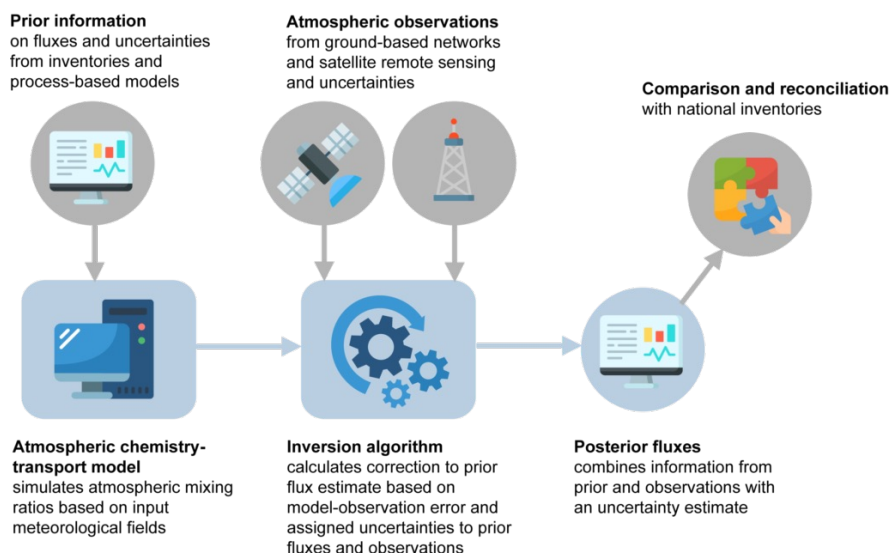 Prior information
on fluxes and uncertainties
from inventories and
process-based models
Atmospheric observations
from ground-based networks
and satellite remote sensing
and uncertainties
Comparison and reconciliation
with national inventories
Atmospheric chemistry-
transport model
simulates atmospheric mixing
ratios based on input
meteorological fields
Inversion algorithm
calculates correction to prior
flux estimate based on
model-observation error and
assigned uncertainties to prior
fluxes and observations
Posterior fluxes
combines information from
prior and observations with
an uncertainty estimate